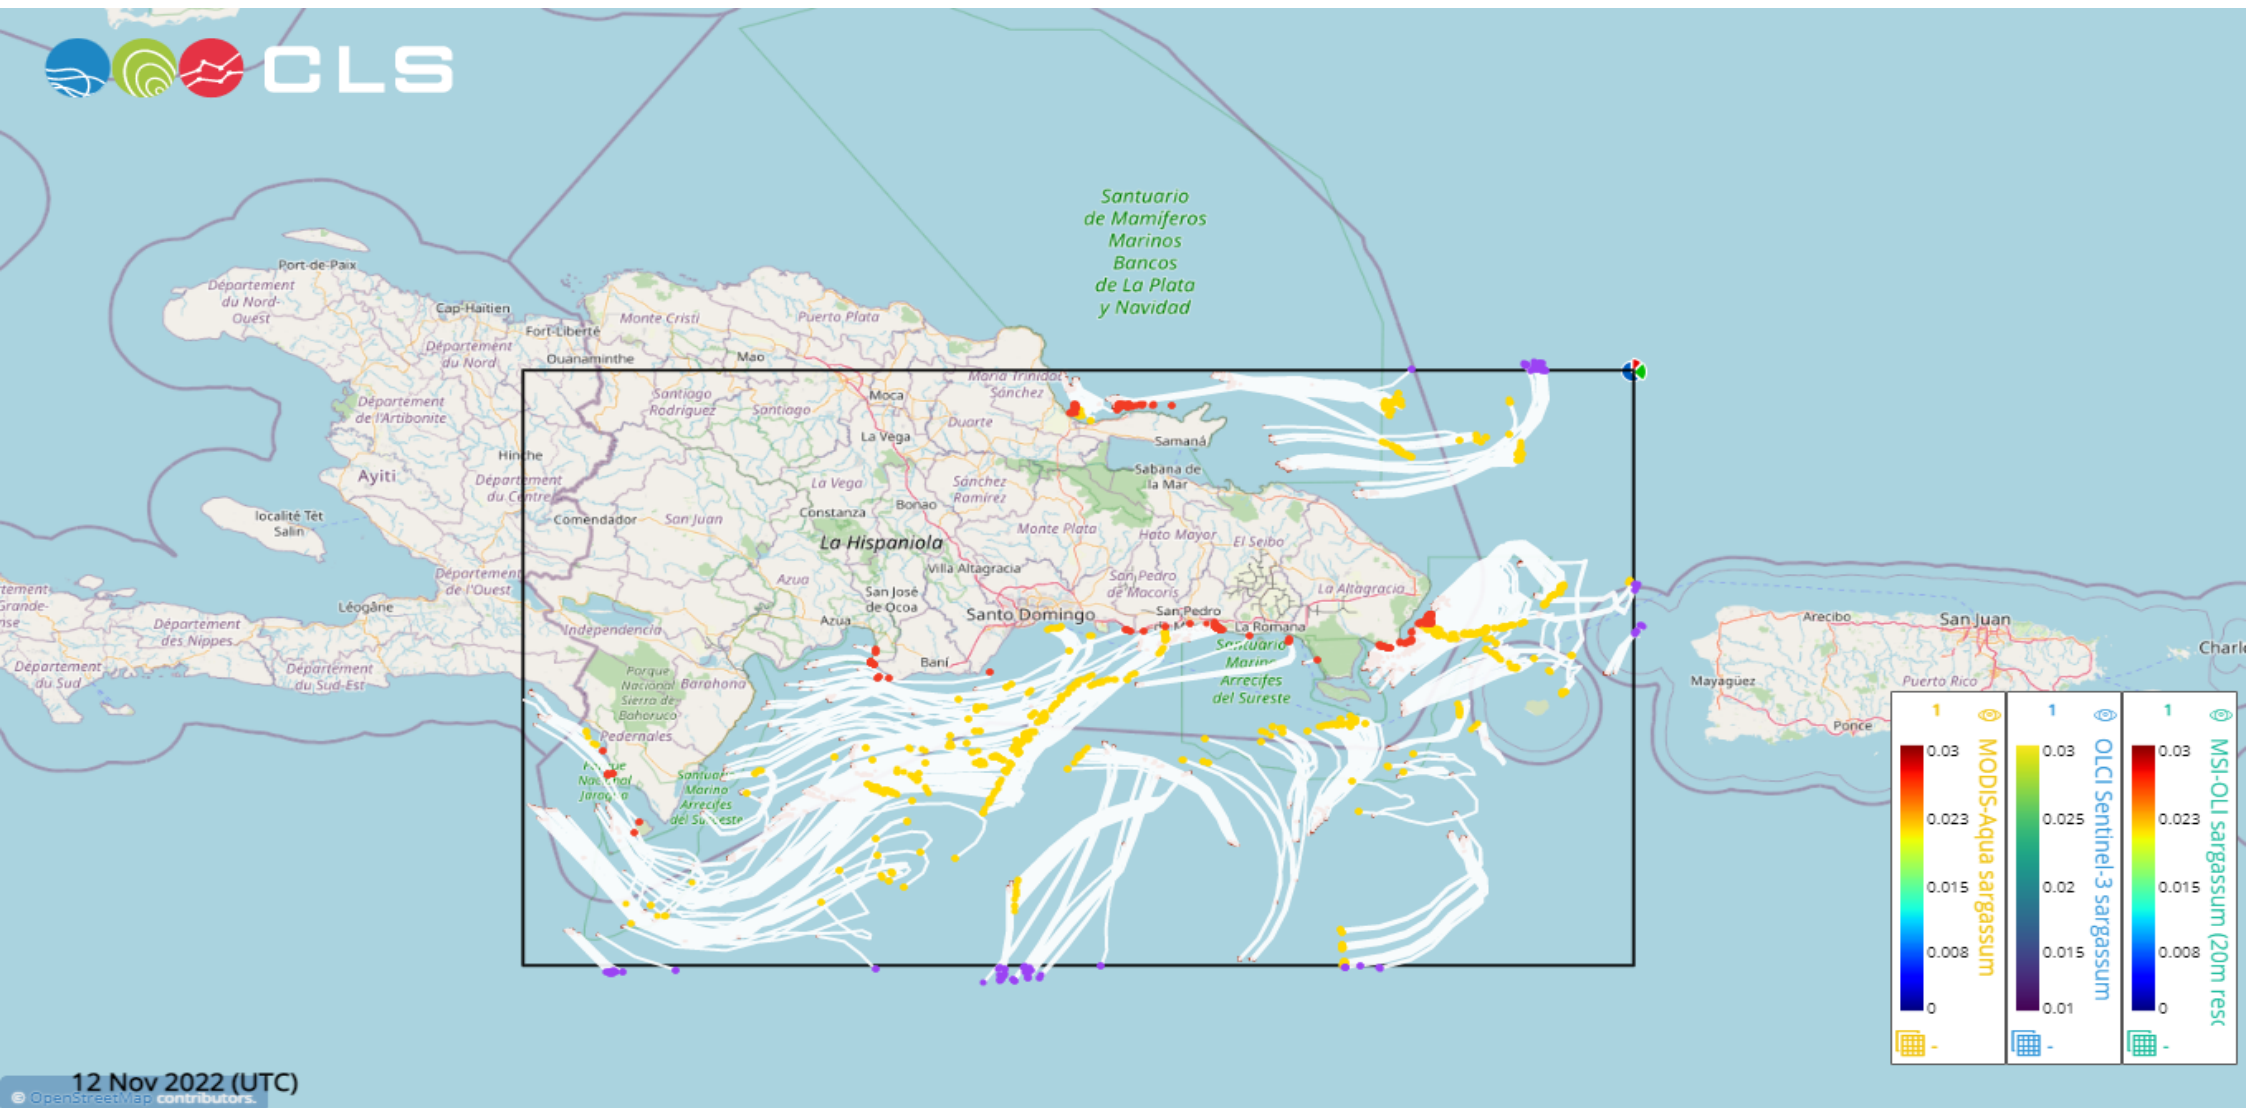 CLS
Santuario
de Mamíferos
Marinos
Bancos
de La Plata
y Navidad
Port-de-Paix
Département
du Nord-
Ouest
Cap-Haïtien
Fort-Liberté
Ouanaminthe
Monte Cristi
Puerto Plata
Département
du Nord
Mao
María Trinidad
Sánchez
Moca
Santiago
Rodríguez
Santiago
Département
de l'Artibonite
Duarte
La Vega
Samaná
Hinche
Ayiti
Département
du Centre
Sabana de
la Mar
La Vega
Sánchez
Ramírez
Bonao
Constanza
Comendador
San Juan
localité Tèt
Salin
Monte Plata
Hato Mayor
El Seibo
La Hispaniola
Villa Altagracia
Département
de l'Ouest
Azua
San José
de Ocoa
San Pedro
de Macorís
La Altagracia
Léogâne
Santo Domingo
San Pedro
La Romana
Azua
Independencia
Département
des Nippes
Arecibo
San Juan
Baní
Santuario
Marino
Arrecifes
del Sureste
Département
du Sud
Département
du Sud-Est
Parque
Nacional
Sierra de
Bahoruco
Barahona
Pedernales
Mayagüez
Puerto Rico
Ponce
Parque
Nacional
Jaragua
Santuario
Marino
Arrecifes
del Sureste
1
0.03
0.023
0.015
0.008
0
MODIS-Aqua sargassum
-
1
0.03
0.025
0.02
0.015
0.01
OLCI Sentinel-3 sargassum
-
1
0.03
0.023
0.015
0.008
0
MSI-OLI sargassum (20m resc
-
12 Nov 2022 (UTC)
© OpenStreetMap contributors.